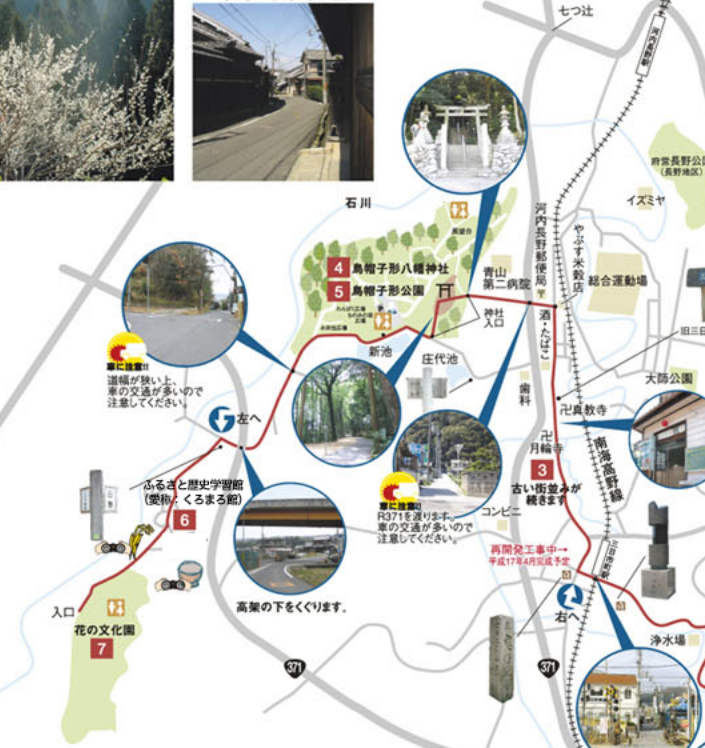 七つ辻
河内長野駅
府営長野公園
(長野地区)
イズミヤ
石川
展望台
河内長野郵便局
やぶす米穀店
4 烏帽子形八幡神社
5 烏帽子形公園
青山
第二病院
総合運動場
神社
入口
酒・たばこ
旧三日
新池
庄代池
車に注意!!
道幅が狭い上、
車の交通が多いので
注意してください。
大師公園
歯科
卍真教寺
左へ
卍
月輪寺
南海高野線
3
古い街並みが
続きます
ふるさと歴史学習館
(愛称:くろまろ館)
6
車に注意!!
R371を渡ります。
車の交通が多いので
注意してください。
コンビニ
再開発工事中→
平成17年4月完成予定
三日市町駅
高架の下をくぐります。
入口
花の文化園
7
右へ
浄水場
371
371